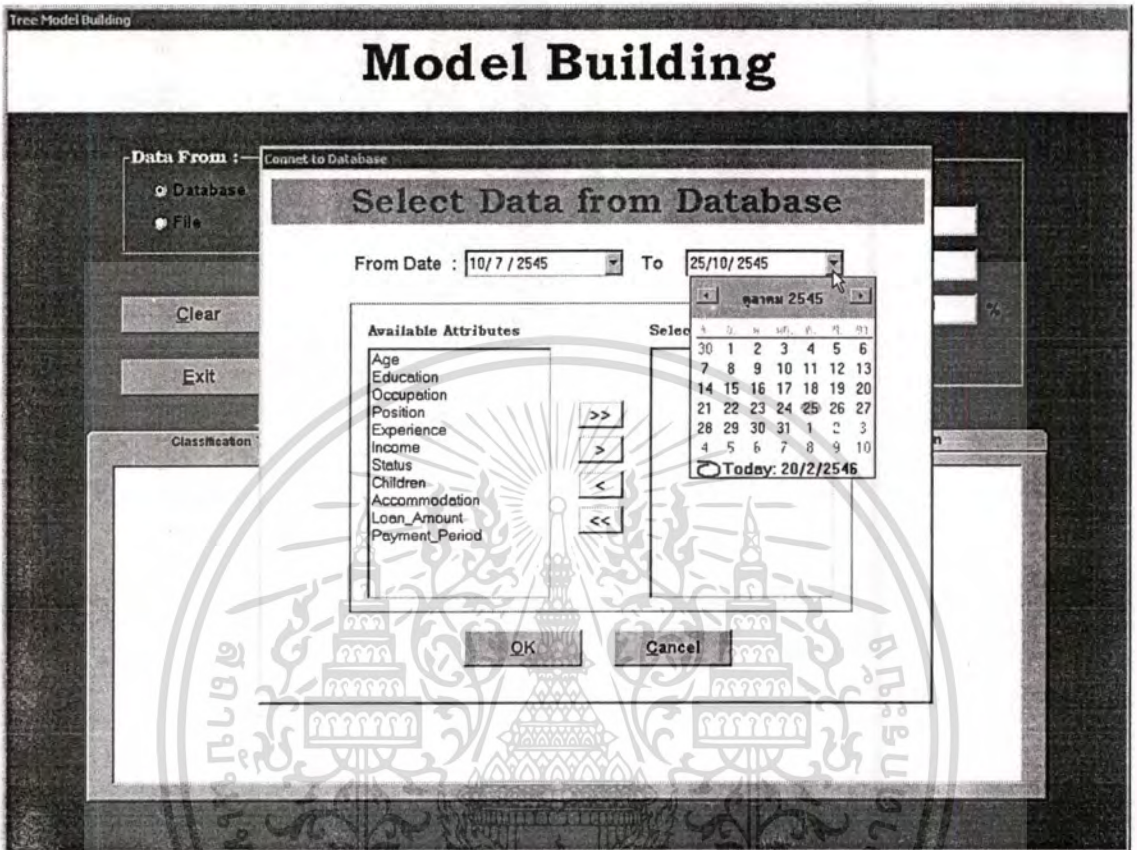 Tree Model Building
Model Building
Data From :
Connet to Database
Database
File
Select Data from Database
From Date : 10/ 7 / 2545 To 25/10/ 2545
ตุลาคม 2545
30 1 2 3 4 5 6
7 8 9 10 11 12 13
14 15 16 17 18 19 20
21 22 23 24 25 26 27
28 29 30 31 1 2 3
4 5 6 7 8 9 10
Today: 20/2/2546
Clear
Exit
%
Available Attributes
Selec
Age
Education
Occupation
Position
Experience
Income
Status
Children
Accommodation
Loan_Amount
Payment_Period
>>
>
<
<<
OK
Cancel
Classification